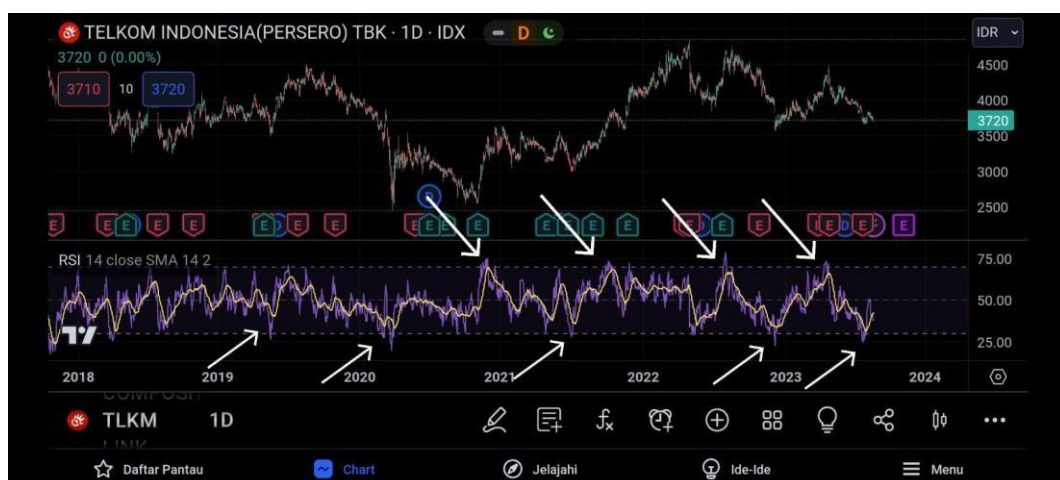 TELKOM INDONESIA(PERSERO) TBK · 1D · IDX
D
IDR
3720 0 (0.00%)
3710 10 3720
4500
4000
3720
3500
3000
2500
D
E E E E E E E E E E E E E E E E E E E E E
RSI 14 close SMA 14 2
75.00
50.00
25.00
2018 2019 2020 2021 2022 2023 2024
TLKM 1D
LINK
Daftar Pantau Chart Jelajahi Ide-Ide Menu